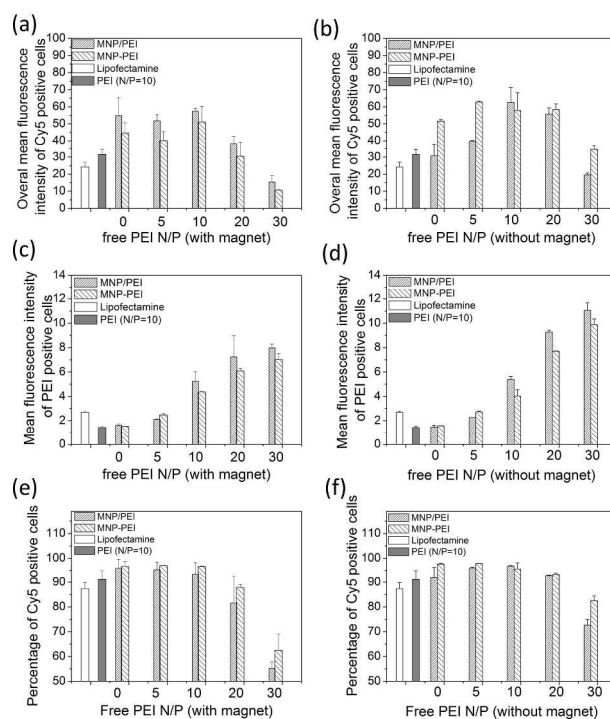 (a)
100
90
80
70
60
50
40
30
20
10
0
MNP/PEI
MNP-PEI
Lipofectamine
PEI (N/P=10)
Overal mean fluorescence
intensity of Cy5 positive cells
0 5 10 20 30
free PEI N/P (with magnet)
(b)
100
90
80
70
60
50
40
30
20
10
0
MNP/PEI
MNP-PEI
Lipofectamine
PEI (N/P=10)
Overal mean fluorescence
intensity of Cy5 positive cells
0 5 10 20 30
free PEI N/P (without magnet)
(c)
14
12
10
8
6
4
2
0
MNP/PEI
MNP-PEI
Lipofectamine
PEI (N/P=10)
Mean fluorescence intensity
of PEI positive cells
0 5 10 20 30
free PEI N/P (with magnet)
(d)
14
12
10
8
6
4
2
0
MNP/PEI
MNP-PEI
Lipofectamine
PEI (N/P=10)
Mean fluorescence intensity
of PEI positive cells
0 5 10 20 30
free PEI N/P (without magnet)
(e)
100
90
80
70
60
50
MNP/PEI
MNP-PEI
Lipofectamine
PEI (N/P=10)
Percentage of Cy5 positive cells
0 5 10 20 30
Free PEI N/P (with magnet)
(f)
100
90
80
70
60
50
MNP/PEI
MNP-PEI
Lipofectamine
PEI (N/P=10)
Percentage of Cy5 positive cells
0 5 10 20 30
Free PEI N/P (without magnet)